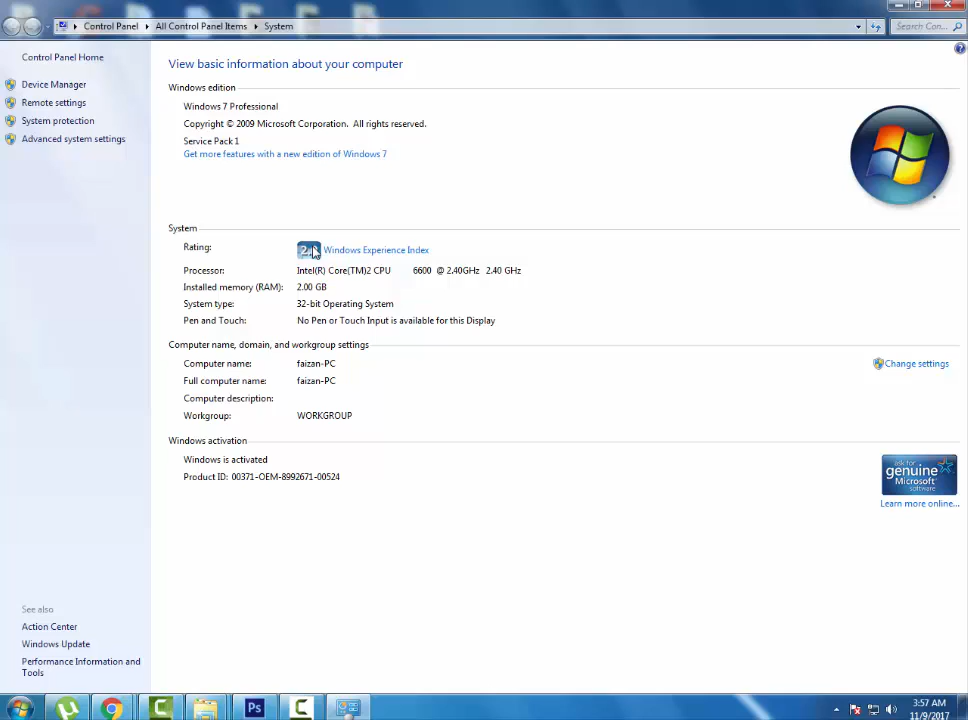 Control Panel ▸ All Control Panel Items ▸ System
Search Con...
Control Panel Home
Device Manager
Remote settings
System protection
Advanced system settings
View basic information about your computer
Windows edition
Windows 7 Professional
Copyright © 2009 Microsoft Corporation. All rights reserved.
Service Pack 1
Get more features with a new edition of Windows 7
System
Rating: Windows Experience Index
Processor: Intel(R) Core(TM)2 CPU 6600 @ 2.40GHz 2.40 GHz
Installed memory (RAM): 2.00 GB
System type: 32-bit Operating System
Pen and Touch: No Pen or Touch Input is available for this Display
Computer name, domain, and workgroup settings
Computer name: faizan-PC
Change settings
Full computer name: faizan-PC
Computer description:
Workgroup: WORKGROUP
Windows activation
Windows is activated
Product ID: 00371-OEM-8992671-00524
ask for
genuine
Microsoft
software
Learn more online...
See also
Action Center
Windows Update
Performance Information and
Tools
Ps
3:57 AM
11/9/2017